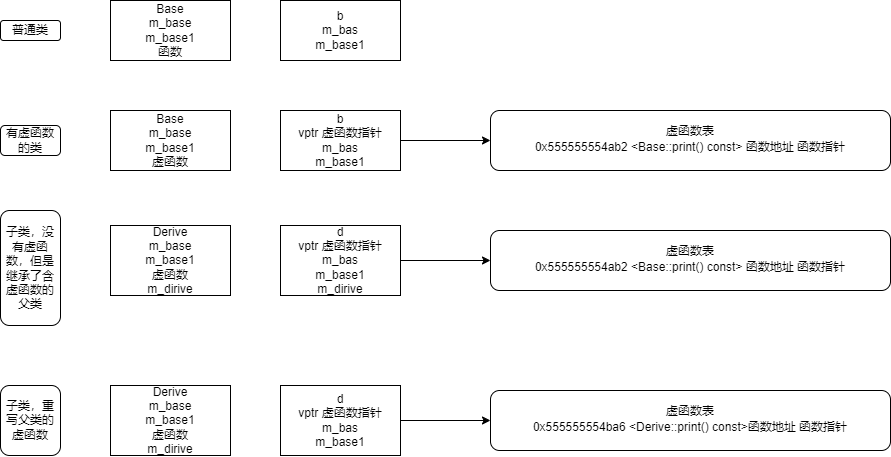 普通类
Base
m_base
m_base1
函数
b
m_bas
m_base1
有虚函数
的类
Base
m_base
m_base1
虚函数
b
vptr 虚函数指针
m_bas
m_base1
虚函数表
0x555555554ab2 <Base::print() const> 函数地址 函数指针
子类，没
有虚函
数，但是
继承了含
虚函数的
父类
Derive
m_base
m_base1
虚函数
m_dirive
d
vptr 虚函数指针
m_bas
m_base1
m_dirive
虚函数表
0x555555554ab2 <Base::print() const> 函数地址 函数指针
子类，重
写父类的
虚函数
Derive
m_base
m_base1
虚函数
m_dirive
d
vptr 虚函数指针
m_bas
m_base1
虚函数表
0x555555554ba6 <Derive::print() const>函数地址 函数指针